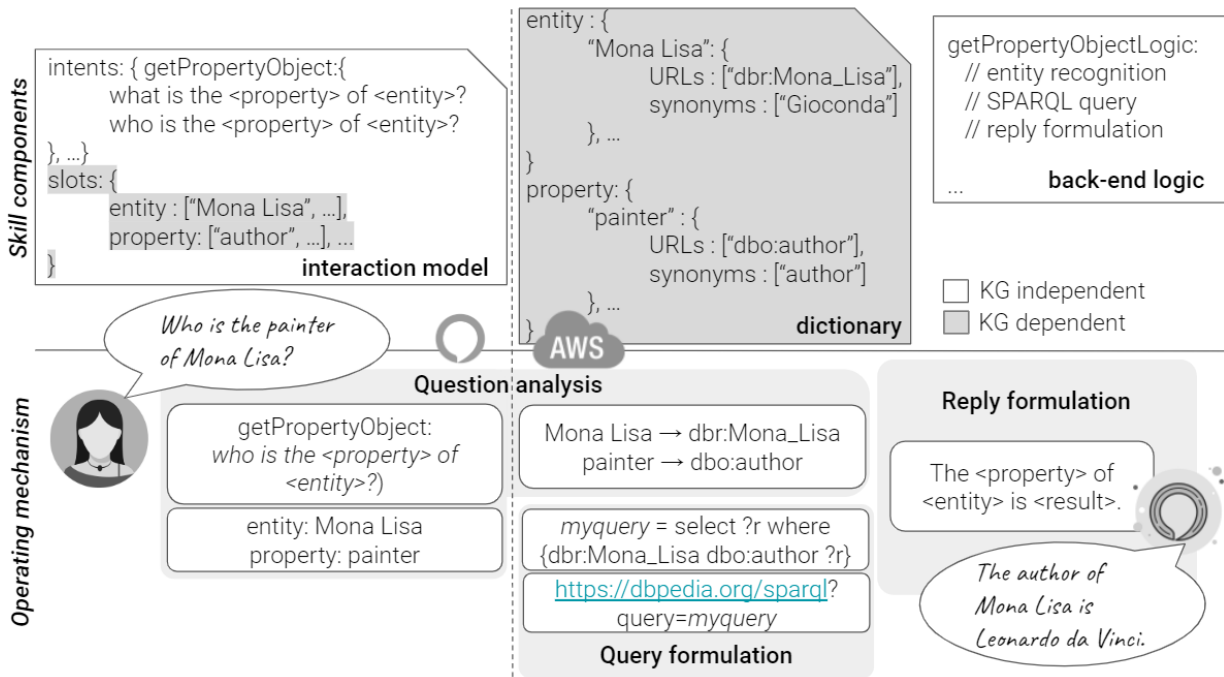 Skill components
intents: { getPropertyObject:{
what is the <property> of <entity>?
who is the <property> of <entity>?
}, ...}
slots: {
entity : ["Mona Lisa", ...],
property: ["author", ...], ...
}
interaction model
entity : {
"Mona Lisa": {
URLs : ["dbr:Mona_Lisa"],
synonyms : ["Gioconda"]
}, ...
}
property: {
"painter" : {
URLs : ["dbo:author"],
synonyms : ["author"]
}, ...
}
dictionary
getPropertyObjectLogic:
// entity recognition
// SPARQL query
// reply formulation
...
back-end logic
KG independent
KG dependent
AWS
Operating mechanism
Who is the painter
of Mona Lisa?
Question analysis
getPropertyObject:
who is the <property> of
<entity>?)
entity: Mona Lisa
property: painter
Mona Lisa → dbr:Mona_Lisa
painter → dbo:author
myquery = select ?r where
{dbr:Mona_Lisa dbo:author ?r}
https://dbpedia.org/sparql?
query=myquery
Query formulation
Reply formulation
The <property> of
<entity> is <result>.
The author of
Mona Lisa is
Leonardo da Vinci.